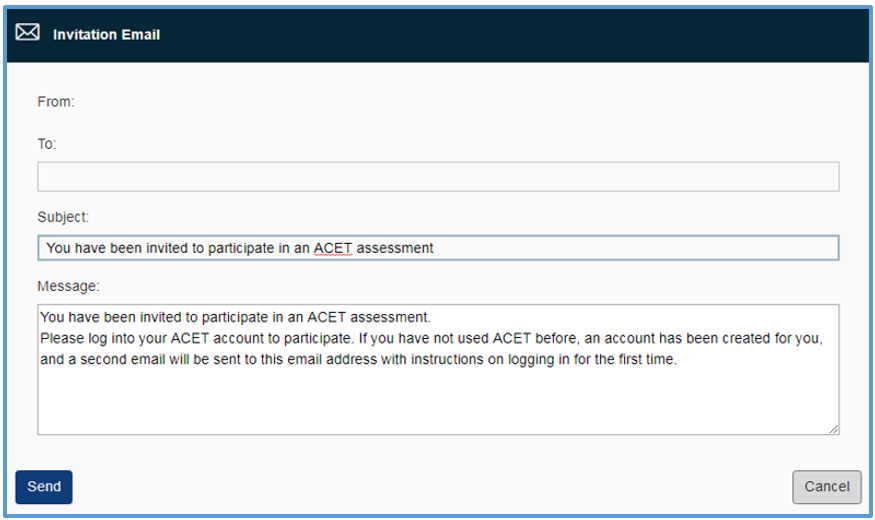 Invitation Email
From:
To:
Subject:
You have been invited to participate in an ACET assessment
Message:
You have been invited to participate in an ACET assessment.
Please log into your ACET account to participate. If you have not used ACET before, an account has been created for you,
and a second email will be sent to this email address with instructions on logging in for the first time.
Send
Cancel